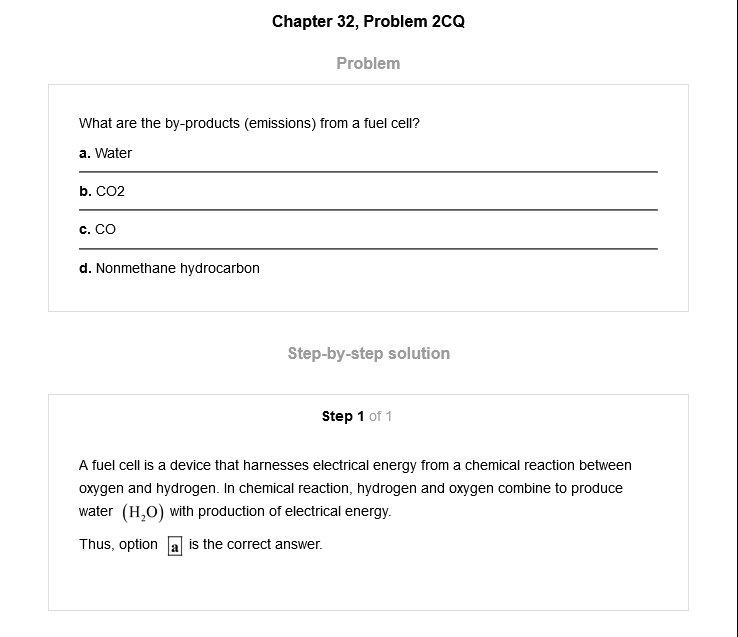 Chapter 32, Problem 2CQ
Problem
What are the by-products (emissions) from a fuel cell?
a. Water
b. CO2
c. CO
d. Nonmethane hydrocarbon
Step-by-step solution
Step 1 of 1
A fuel cell is a device that harnesses electrical energy from a chemical reaction between
oxygen and hydrogen. In chemical reaction, hydrogen and oxygen combine to produce
water (H₂O) with production of electrical energy.
Thus, option a is the correct answer.